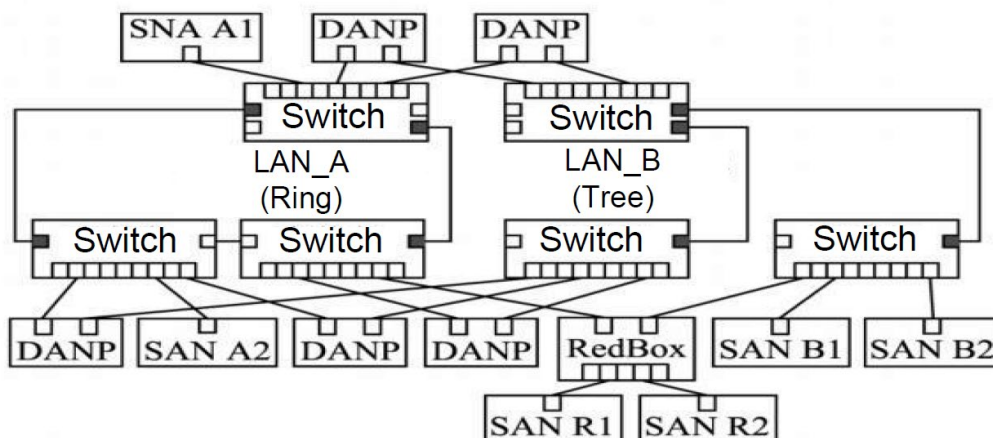 SNA A1 DANP DANP
Switch Switch
LAN_A LAN_B
(Ring) (Tree)
Switch Switch Switch Switch
DANP SAN A2 DANP DANP RedBox SAN B1 SAN B2
SAN R1 SAN R2